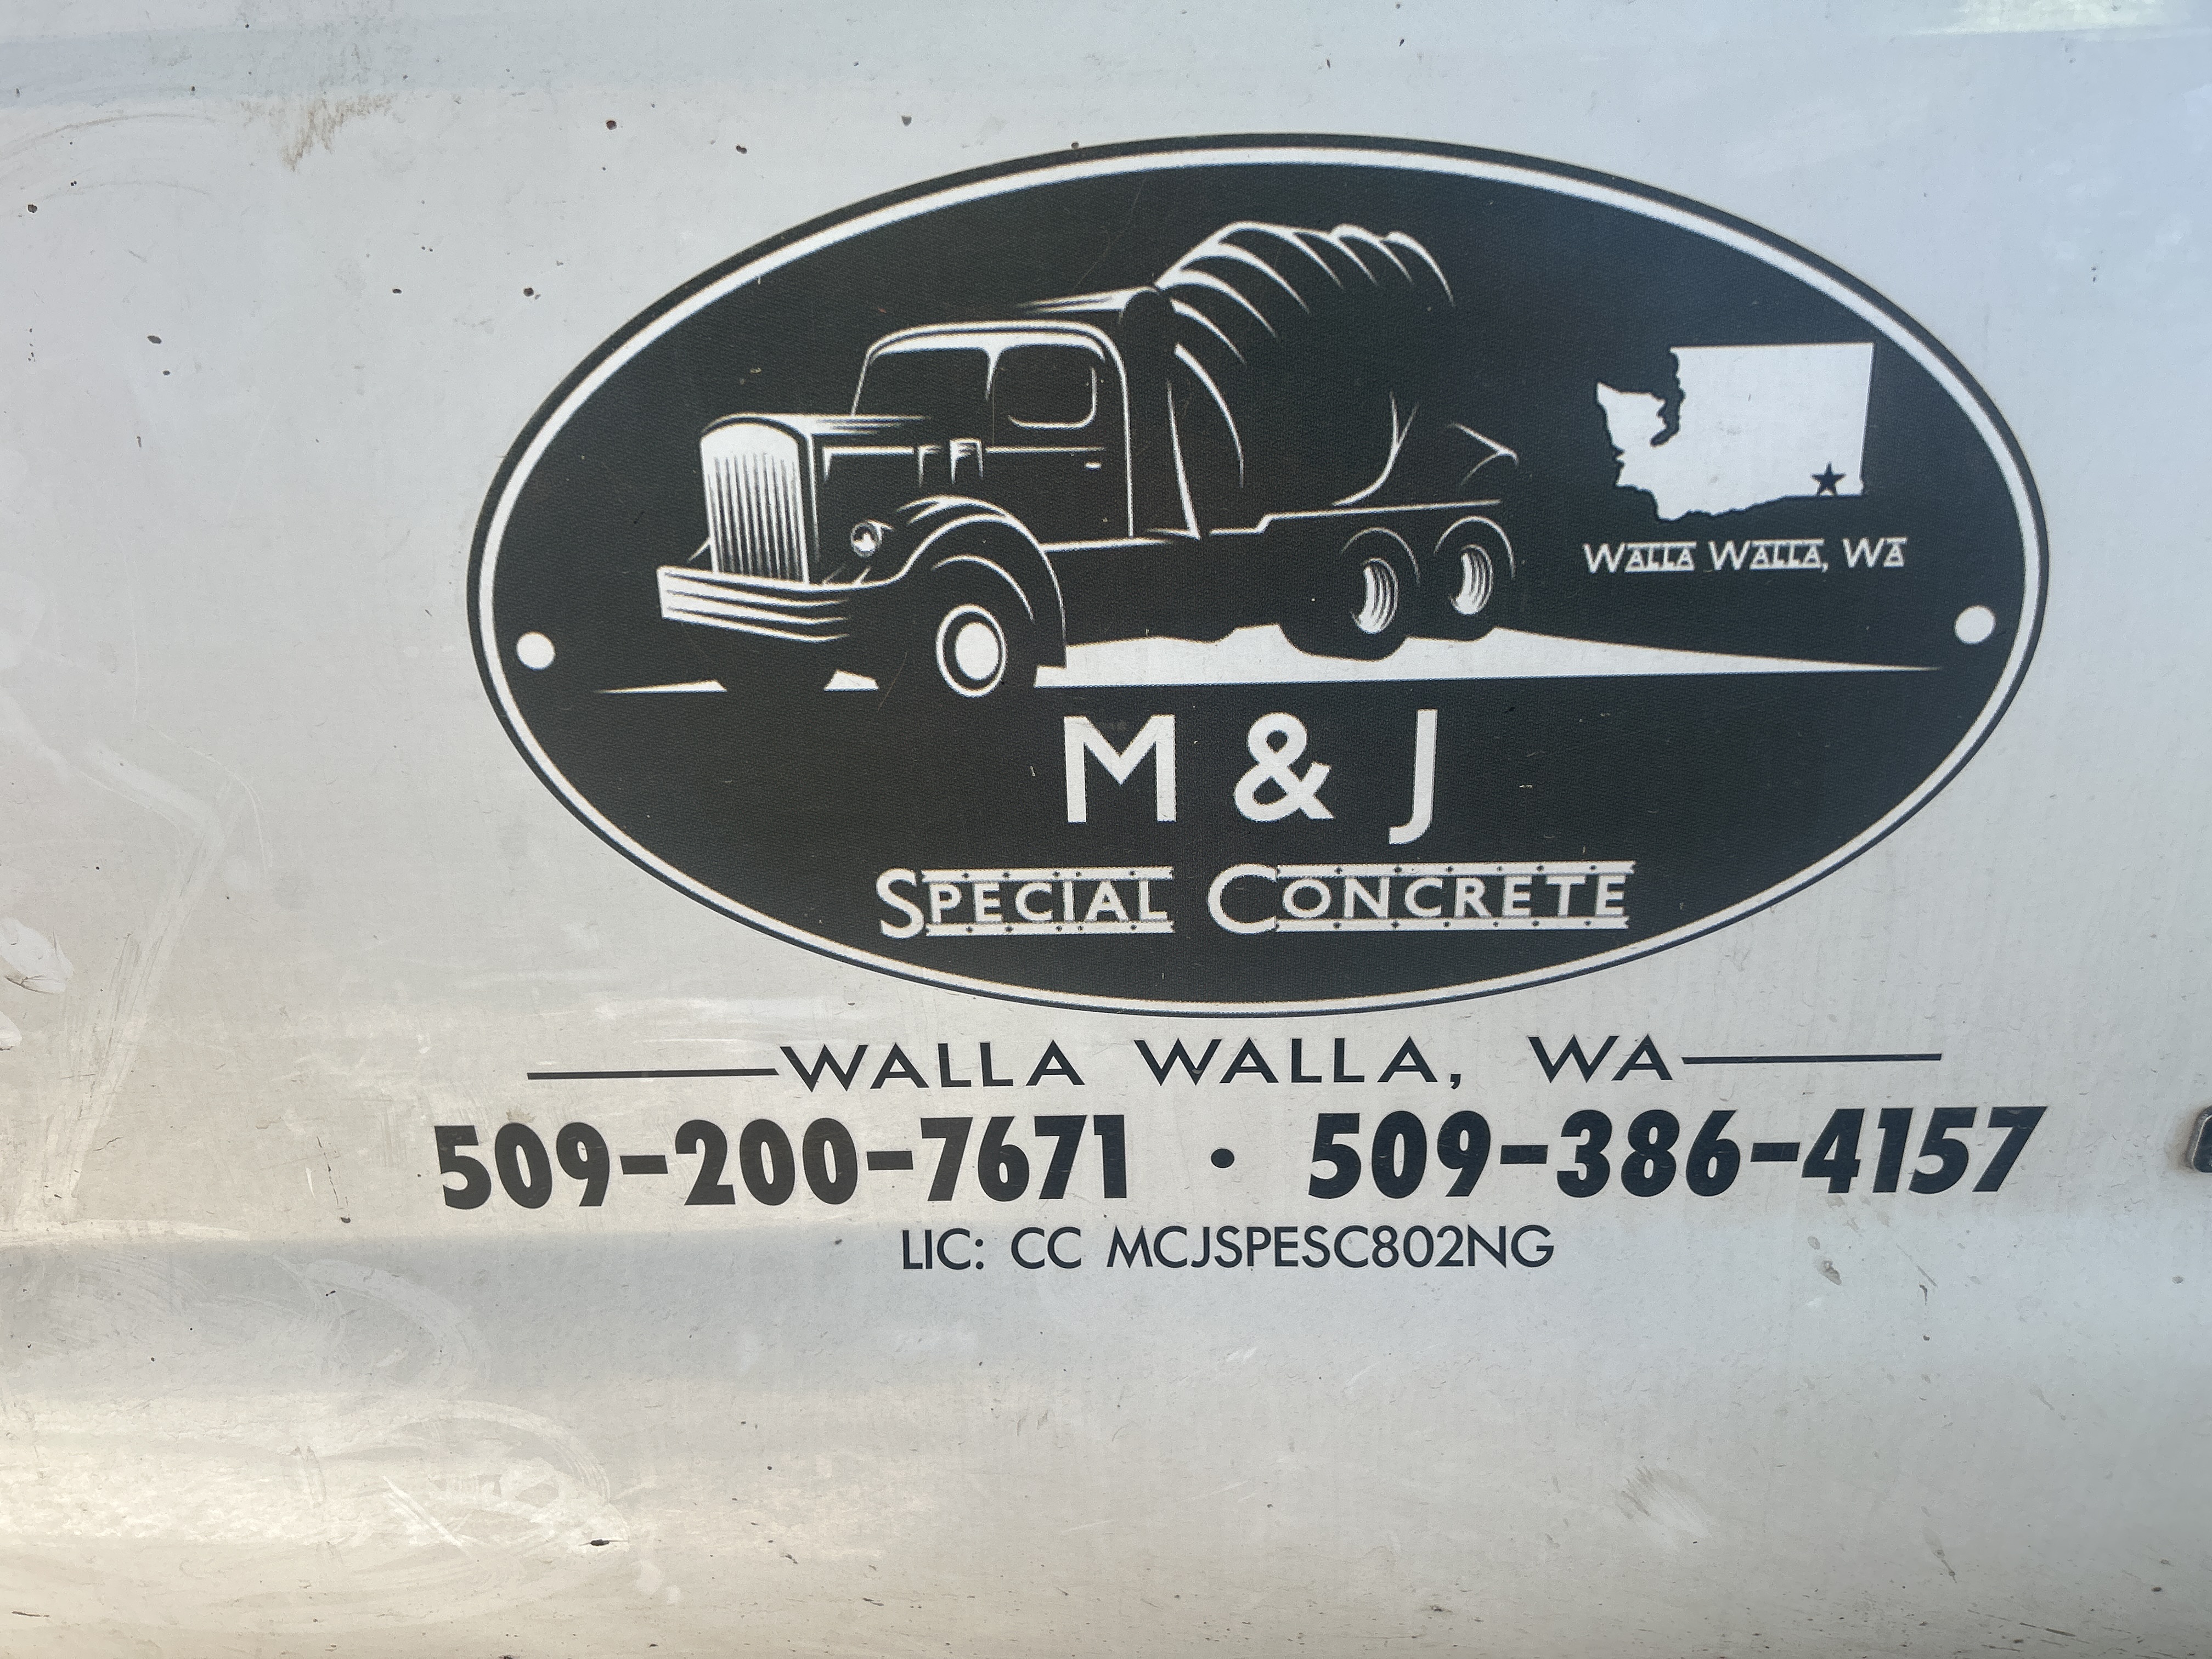 Walla Walla, Wa
M & J
Special Concrete
WALLA WALLA, WA
509-200-7671 • 509-386-4157
LIC: CC MCJSPESC802NG